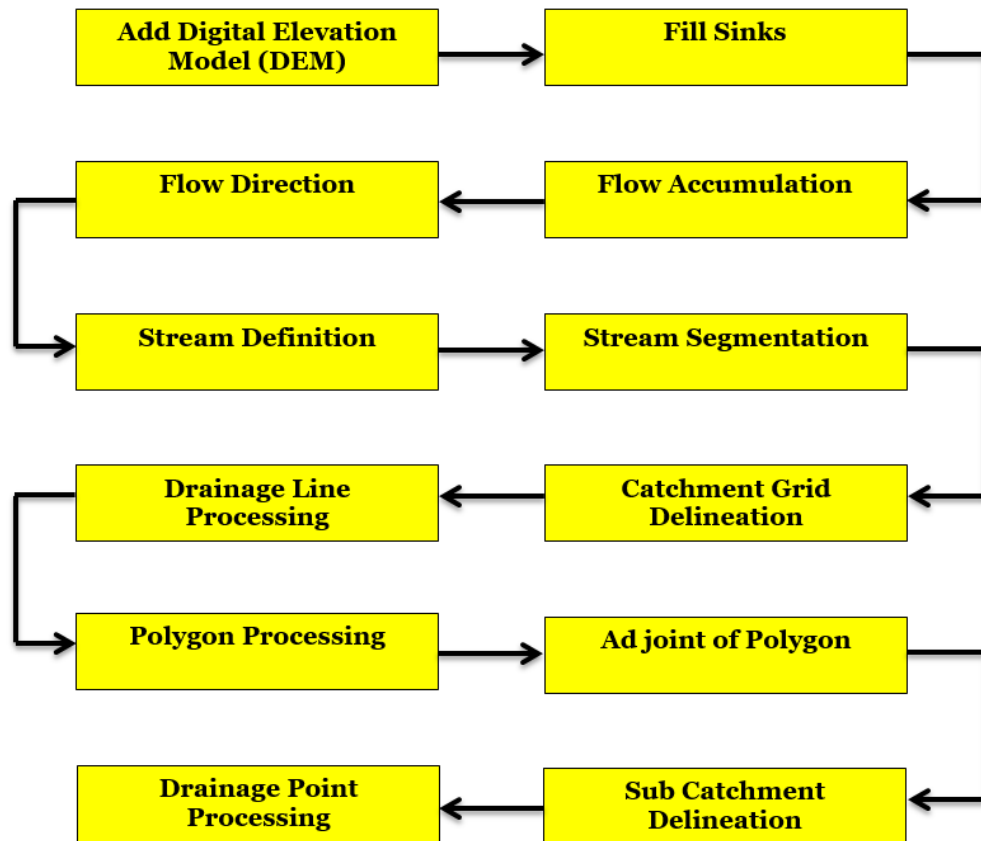 Add Digital Elevation
Model (DEM)
Fill Sinks
Flow Direction
Flow Accumulation
Stream Definition
Stream Segmentation
Drainage Line
Processing
Catchment Grid
Delineation
Polygon Processing
Ad joint of Polygon
Drainage Point
Processing
Sub Catchment
Delineation